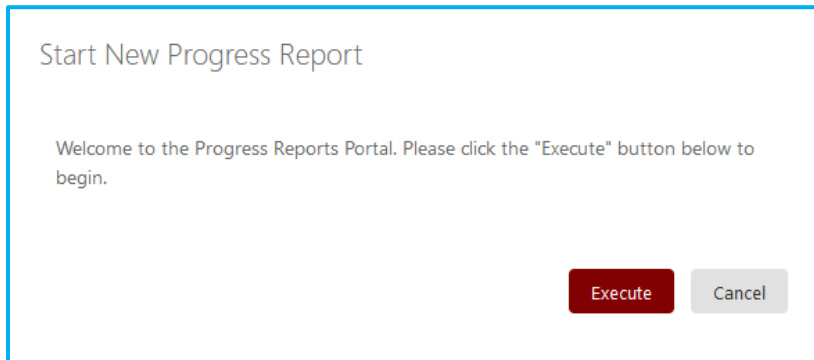 Start New Progress Report
Welcome to the Progress Reports Portal. Please click the "Execute" button below to
begin.
Execute
Cancel